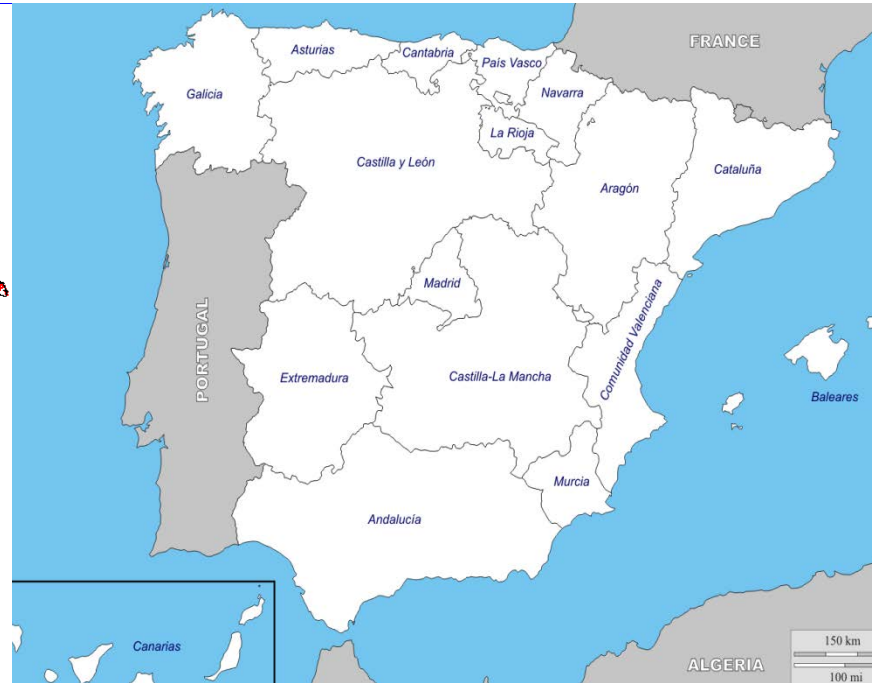 FRANCE
Asturias
Cantabria
País Vasco
Galicia
Navarra
La Rioja
Castilla y León
Aragón
Cataluña
Madrid
Comunidad Valenciana
PORTUGAL
Extremadura
Castilla-La Mancha
Baleares
Murcia
Andalucía
Canarias
150 km
ALGERIA
100 mi